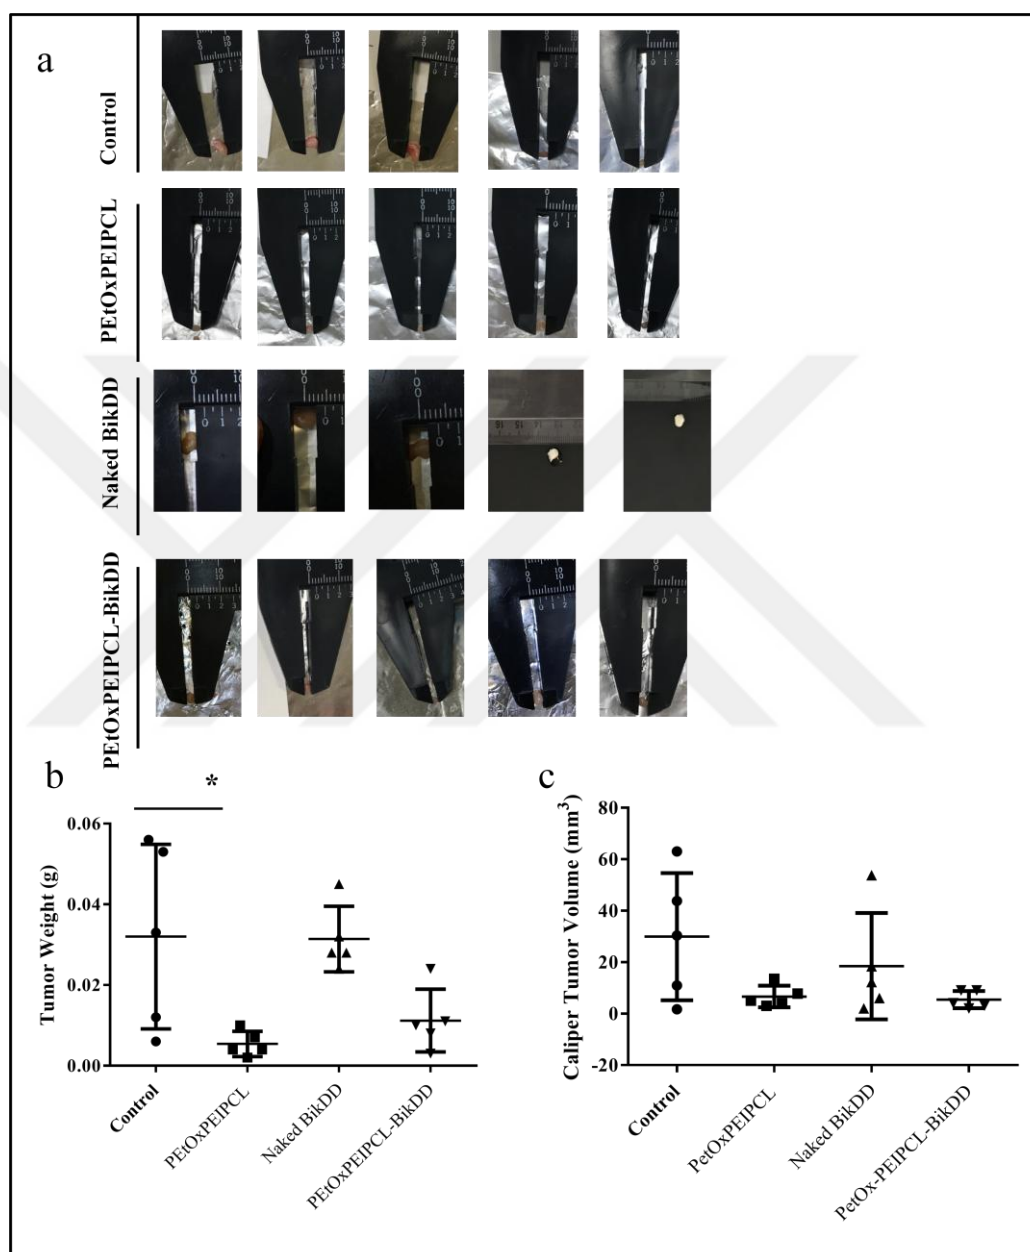 a
Control
PEtOxPEIPCL
Naked BikDD
PEtOxPEIPCL-BikDD
b
*
Tumor Weight (g)
0.06
0.04
0.02
0.00
Control
PEtOxPEIPCL
Naked BikDD
PEtOxPEIPCL-BikDD
c
Caliper Tumor Volume (mm³)
80
60
40
20
0
-20
Control
PetOxPEIPCL
Naked BikDD
PetOx-PEIPCL-BikDD